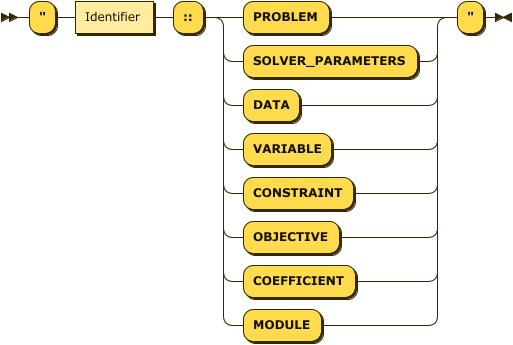 " Identifier :: PROBLEM "
SOLVER_PARAMETERS
DATA
VARIABLE
CONSTRAINT
OBJECTIVE
COEFFICIENT
MODULE